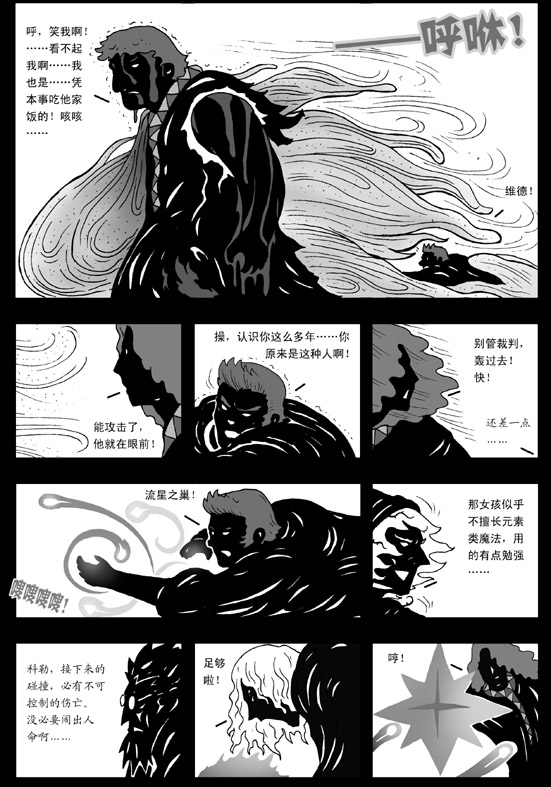 呼，笑我啊！
……看不起
我啊……我
也是……凭
本事吃他家
饭的！咳咳
……
——呼咻！
维德！
能攻击了，
他就在眼前！
操，认识你这么多年……你
原来是这种人啊！
别管裁判，
轰过去！
快！
还差一点
……
流星之巢！
嗖嗖嗖嗖！
那女孩似乎
不擅长元素
类魔法，用
的有点勉强
……
科勒，接下来的
碰撞，必有不可
控制的伤亡。
没必要闹出人
命啊……
足够
啦！
哼！